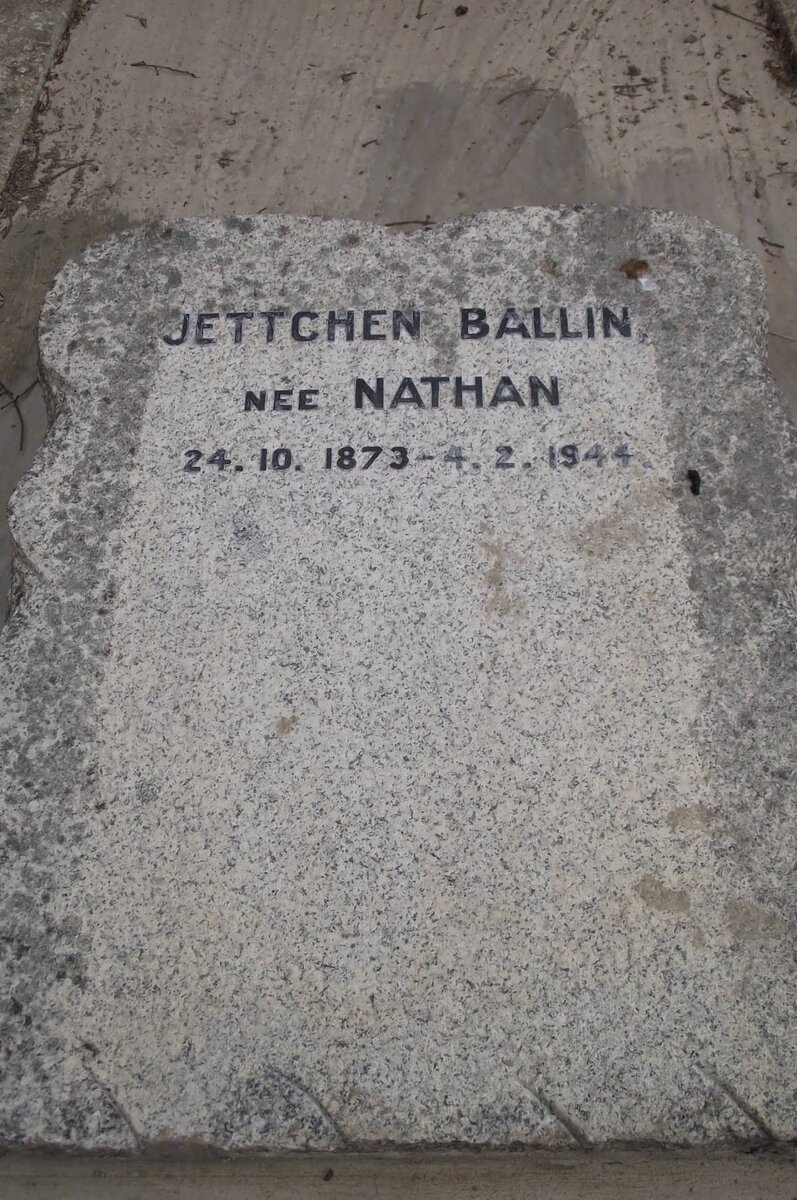 JETTCHEN BALLIN,
NEE NATHAN
24. 10. 1873 - 4. 2. 1944.